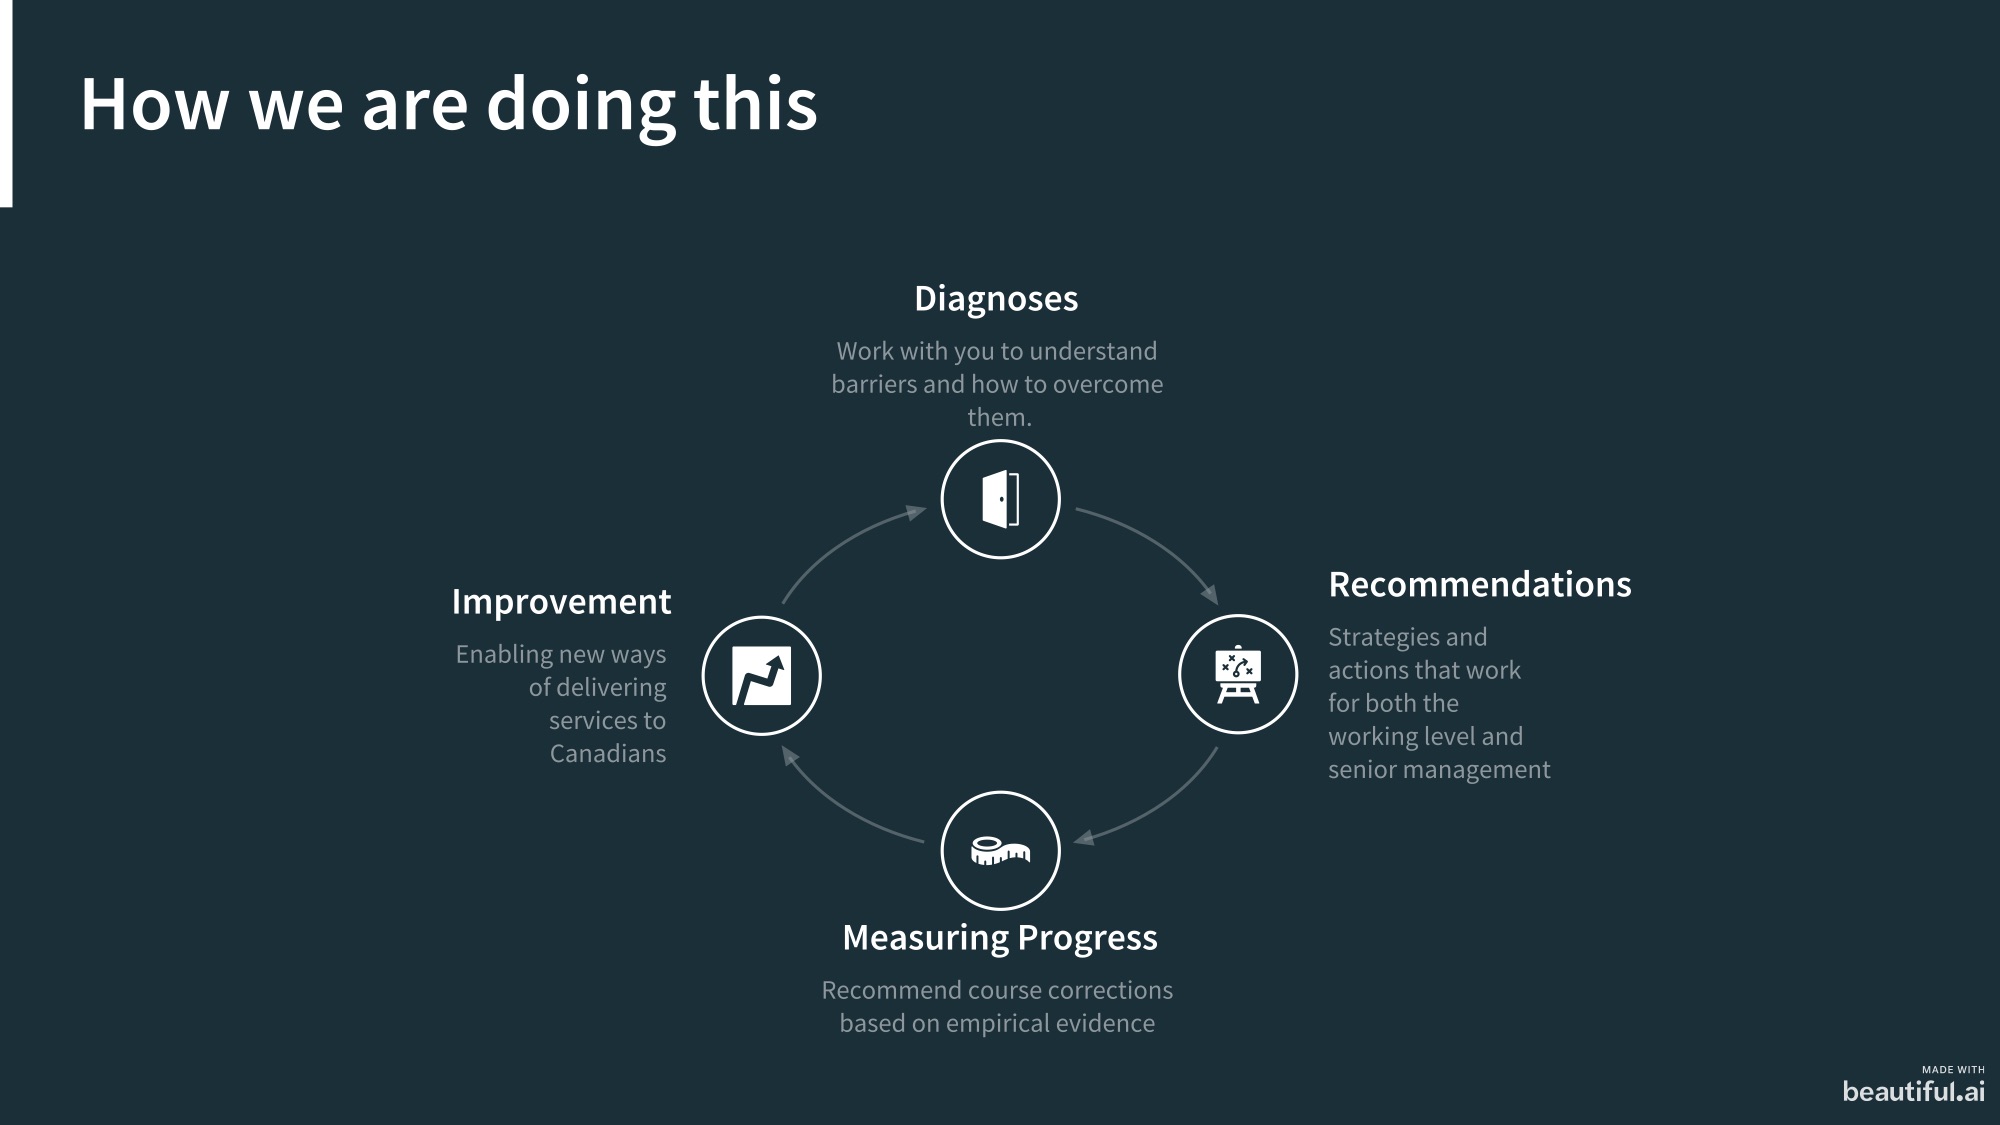 How we are doing this
Diagnoses
Work with you to understand
barriers and how to overcome
them.
Recommendations
Strategies and
actions that work
for both the
working level and
senior management
Measuring Progress
Recommend course corrections
based on empirical evidence
Improvement
Enabling new ways
of delivering
services to
Canadians
MADE WITH
beautiful.ai